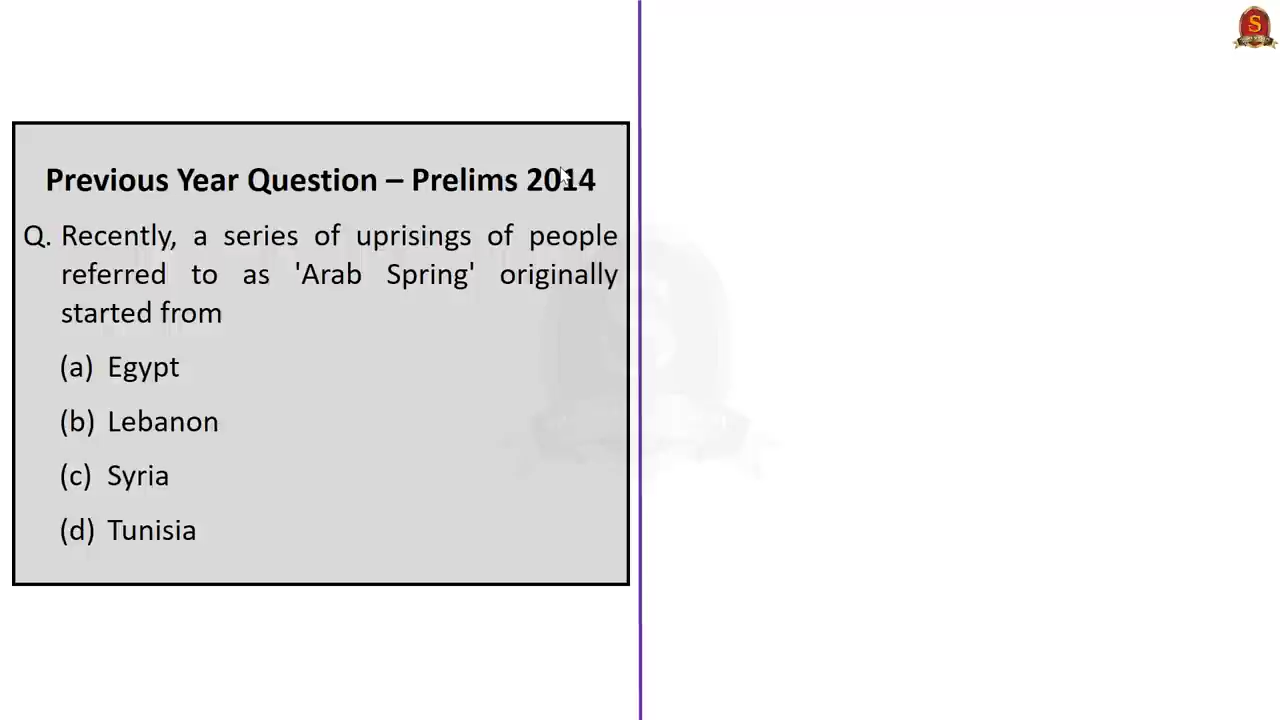 S
Previous Year Question – Prelims 2014
Q. Recently, a series of uprisings of people
referred to as 'Arab Spring' originally
started from
(a) Egypt
(b) Lebanon
(c) Syria
(d) Tunisia